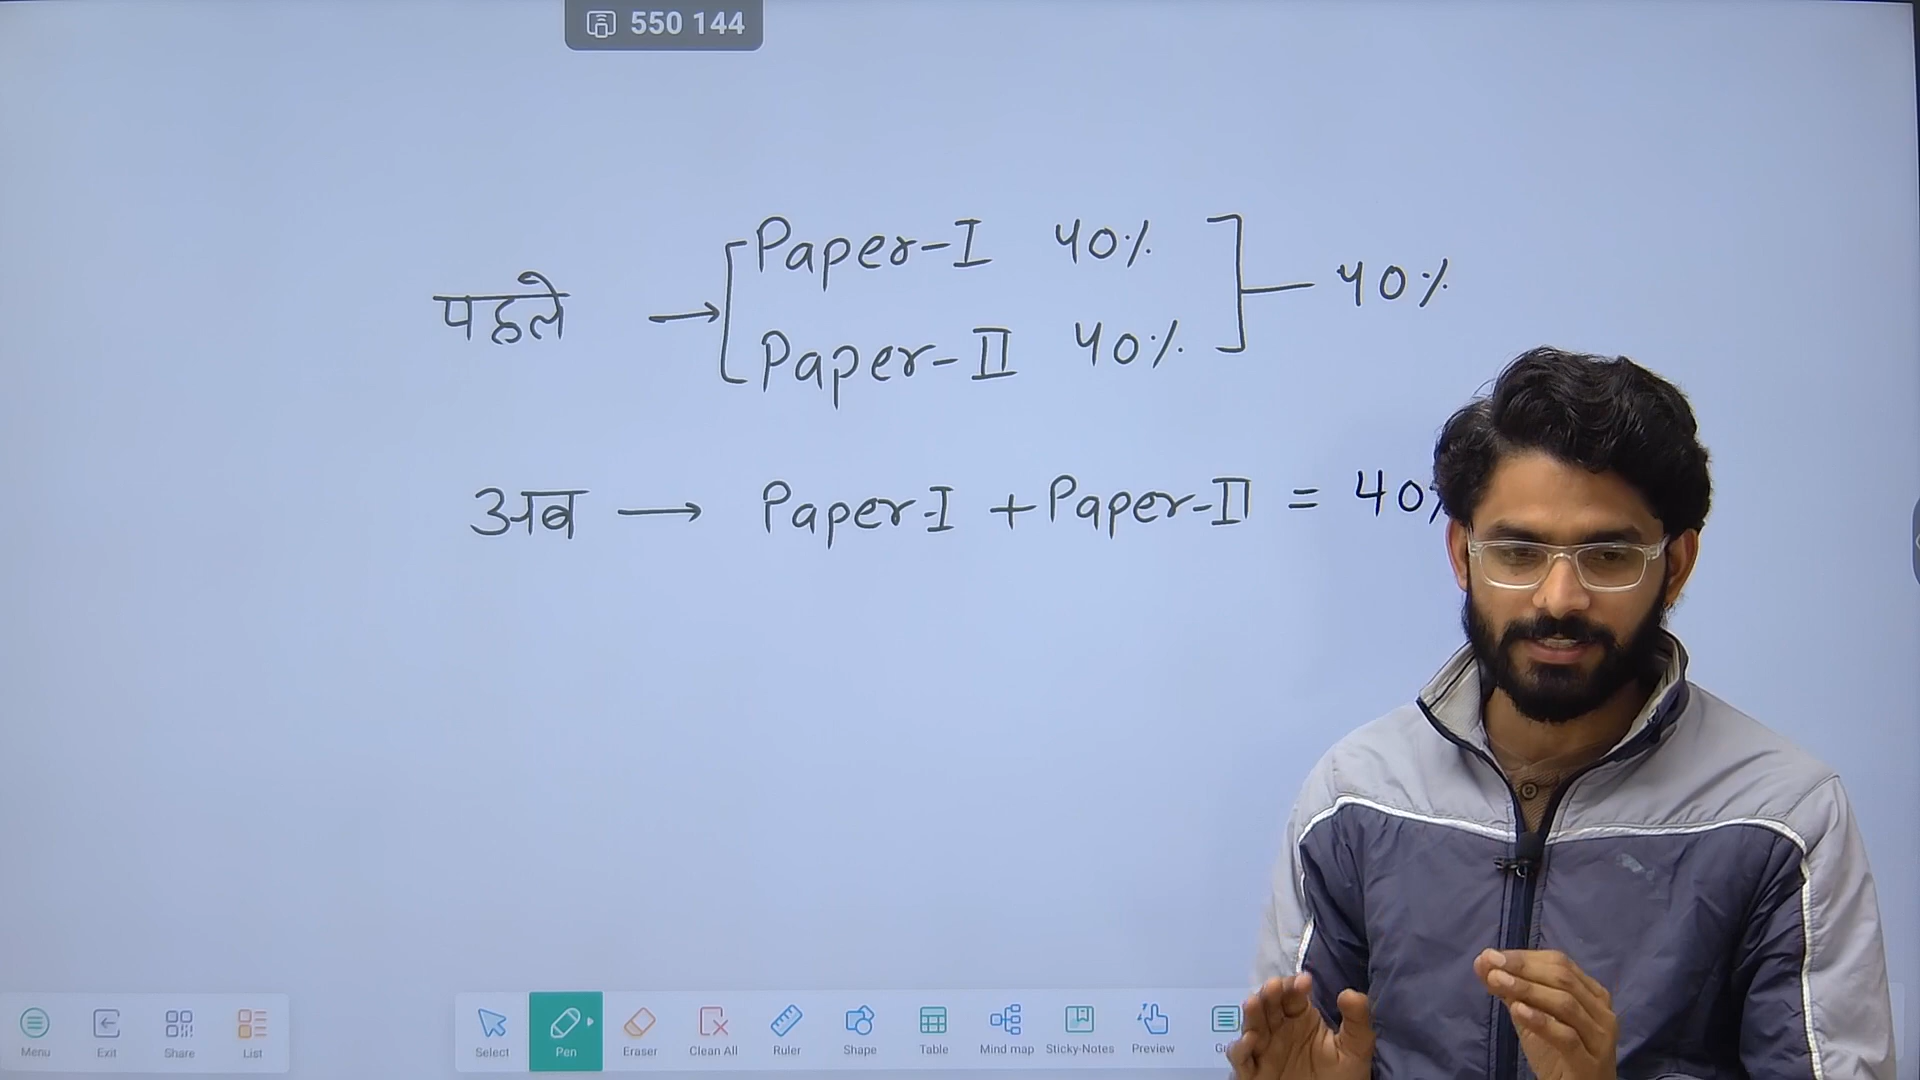 550 144
Paper-I 40%
पहले → Paper-II 40% — 40%
अब → Paper-I + Paper-II = 40%
Menu Exit Share List Select Pen Eraser Clean All Ruler Shape Table Mind map Sticky-Notes Preview